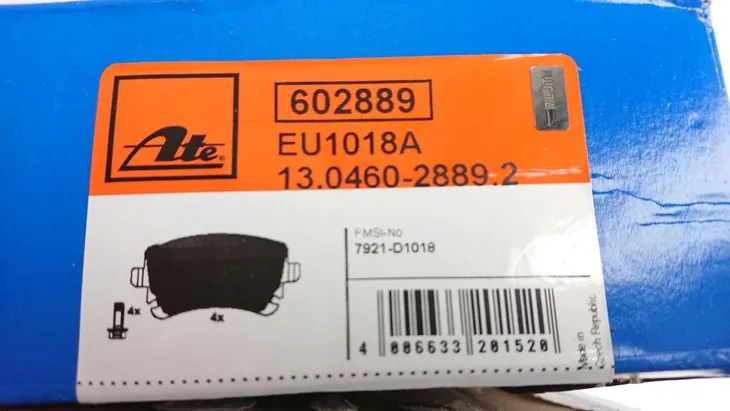 602889
Ate®
EU1018A
13.0460-2889.2
FMSI-No
7921-D1018
4x
4x
4 006633 201520
Made in
Czech Republic